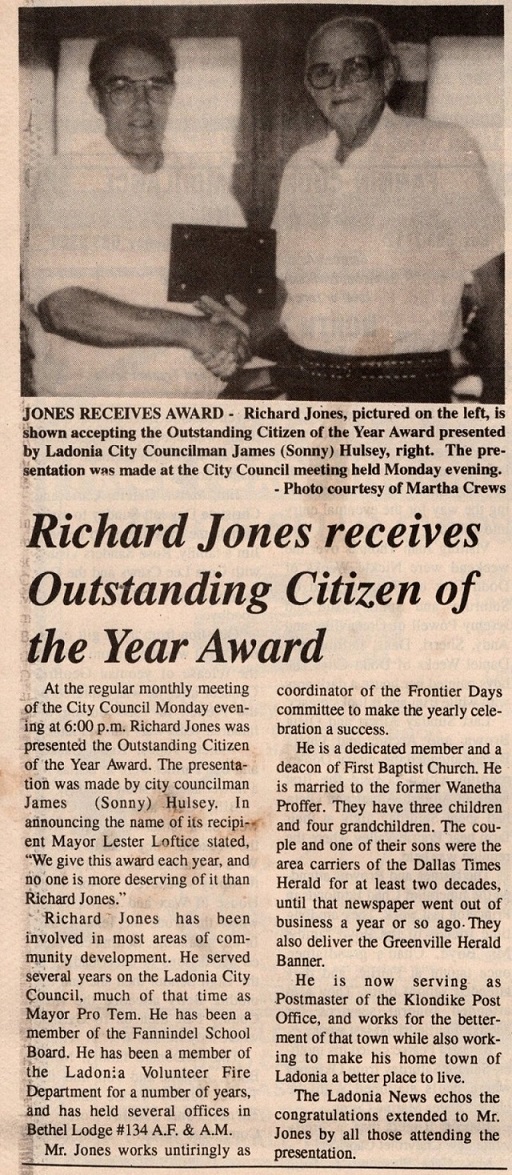 JONES RECEIVES AWARD - Richard Jones, pictured on the left, is
shown accepting the Outstanding Citizen of the Year Award presented
by Ladonia City Councilman James (Sonny) Hulsey, right. The pre-
sentation was made at the City Council meeting held Monday evening.
- Photo courtesy of Martha Crews
Richard Jones receives
Outstanding Citizen of
the Year Award
At the regular monthly meeting
of the City Council Monday even-
ing at 6:00 p.m. Richard Jones was
presented the Outstanding Citizen
of the Year Award. The presenta-
tion was made by city councilman
James (Sonny) Hulsey. In
announcing the name of its recipi-
ent Mayor Lester Loftice stated,
"We give this award each year, and
no one is more deserving of it than
Richard Jones."
Richard Jones has been
involved in most areas of com-
munity development. He served
several years on the Ladonia City
Council, much of that time as
Mayor Pro Tem. He has been a
member of the Fannindel School
Board. He has been a member of
the Ladonia Volunteer Fire
Department for a number of years,
and has held several offices in
Bethel Lodge #134 A.F. & A.M.
Mr. Jones works untiringly as
coordinator of the Frontier Days
committee to make the yearly cele-
bration a success.
He is a dedicated member and a
deacon of First Baptist Church. He
is married to the former Wanetha
Proffer. They have three children
and four grandchildren. The cou-
ple and one of their sons were the
area carriers of the Dallas Times
Herald for at least two decades,
until that newspaper went out of
business a year or so ago. They
also deliver the Greenville Herald
Banner.
He is now serving as
Postmaster of the Klondike Post
Office, and works for the better-
ment of that town while also work-
ing to make his home town of
Ladonia a better place to live.
The Ladonia News echos the
congratulations extended to Mr.
Jones by all those attending the
presentation.